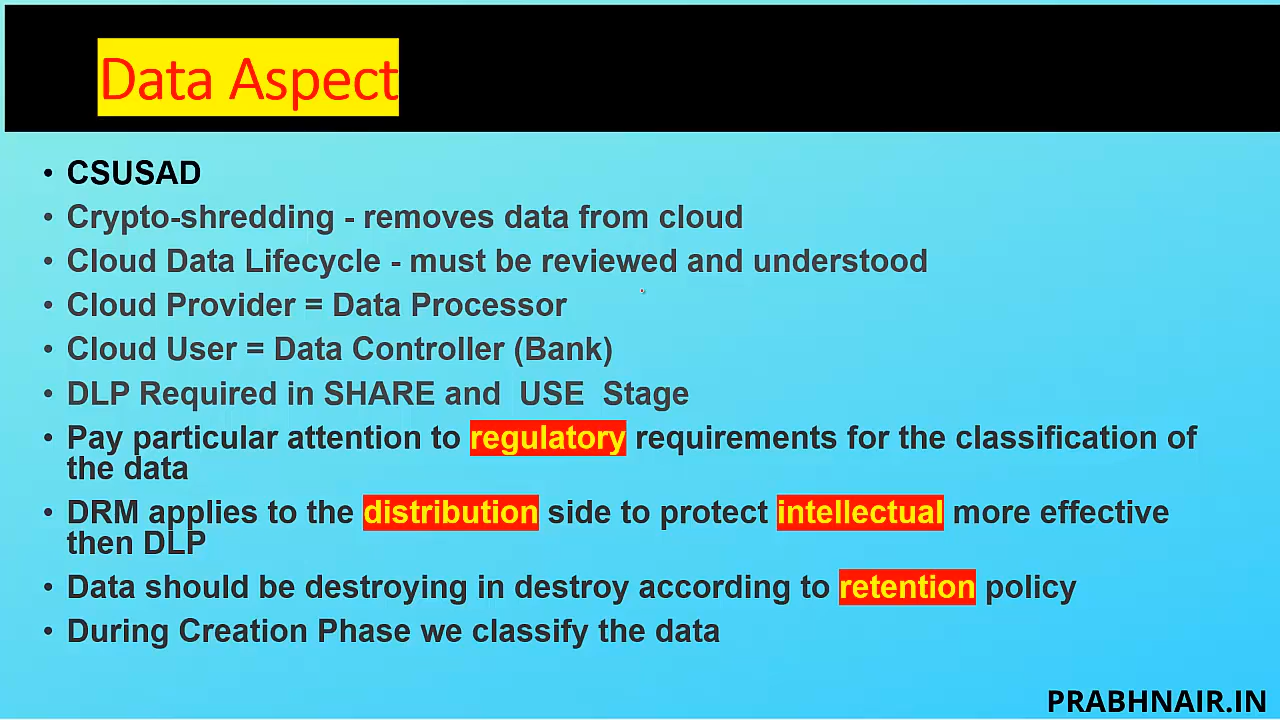 Data Aspect
• CSUSAD
• Crypto-shredding - removes data from cloud
• Cloud Data Lifecycle - must be reviewed and understood
• Cloud Provider = Data Processor
• Cloud User = Data Controller (Bank)
• DLP Required in SHARE and USE Stage
• Pay particular attention to regulatory requirements for the classification of
the data
• DRM applies to the distribution side to protect intellectual more effective
then DLP
• Data should be destroying in destroy according to retention policy
• During Creation Phase we classify the data
PRABHNAIR.IN